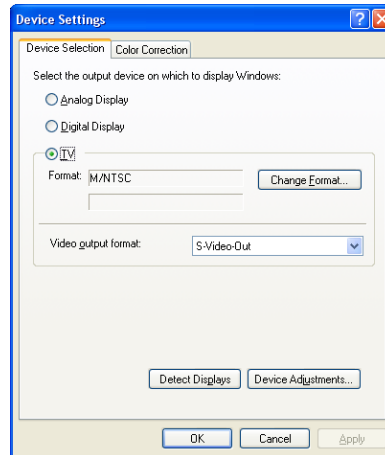 Device Settings
Device Selection
Color Correction
Select the output device on which to display Windows:
Analog Display
Digital Display
TV
Format: M/NTSC
Change Format...
Video output format: S-Video-Out
Detect Displays
Device Adjustments...
OK
Cancel
Apply